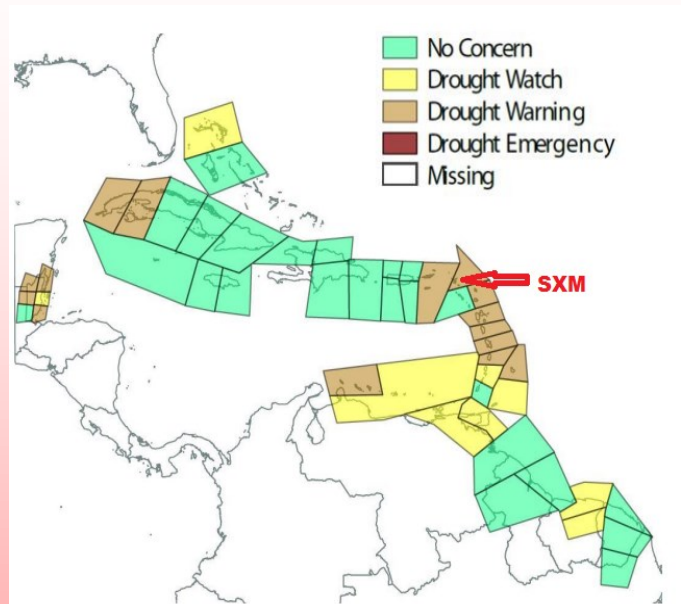 No Concern
Drought Watch
Drought Warning
Drought Emergency
Missing
SXM